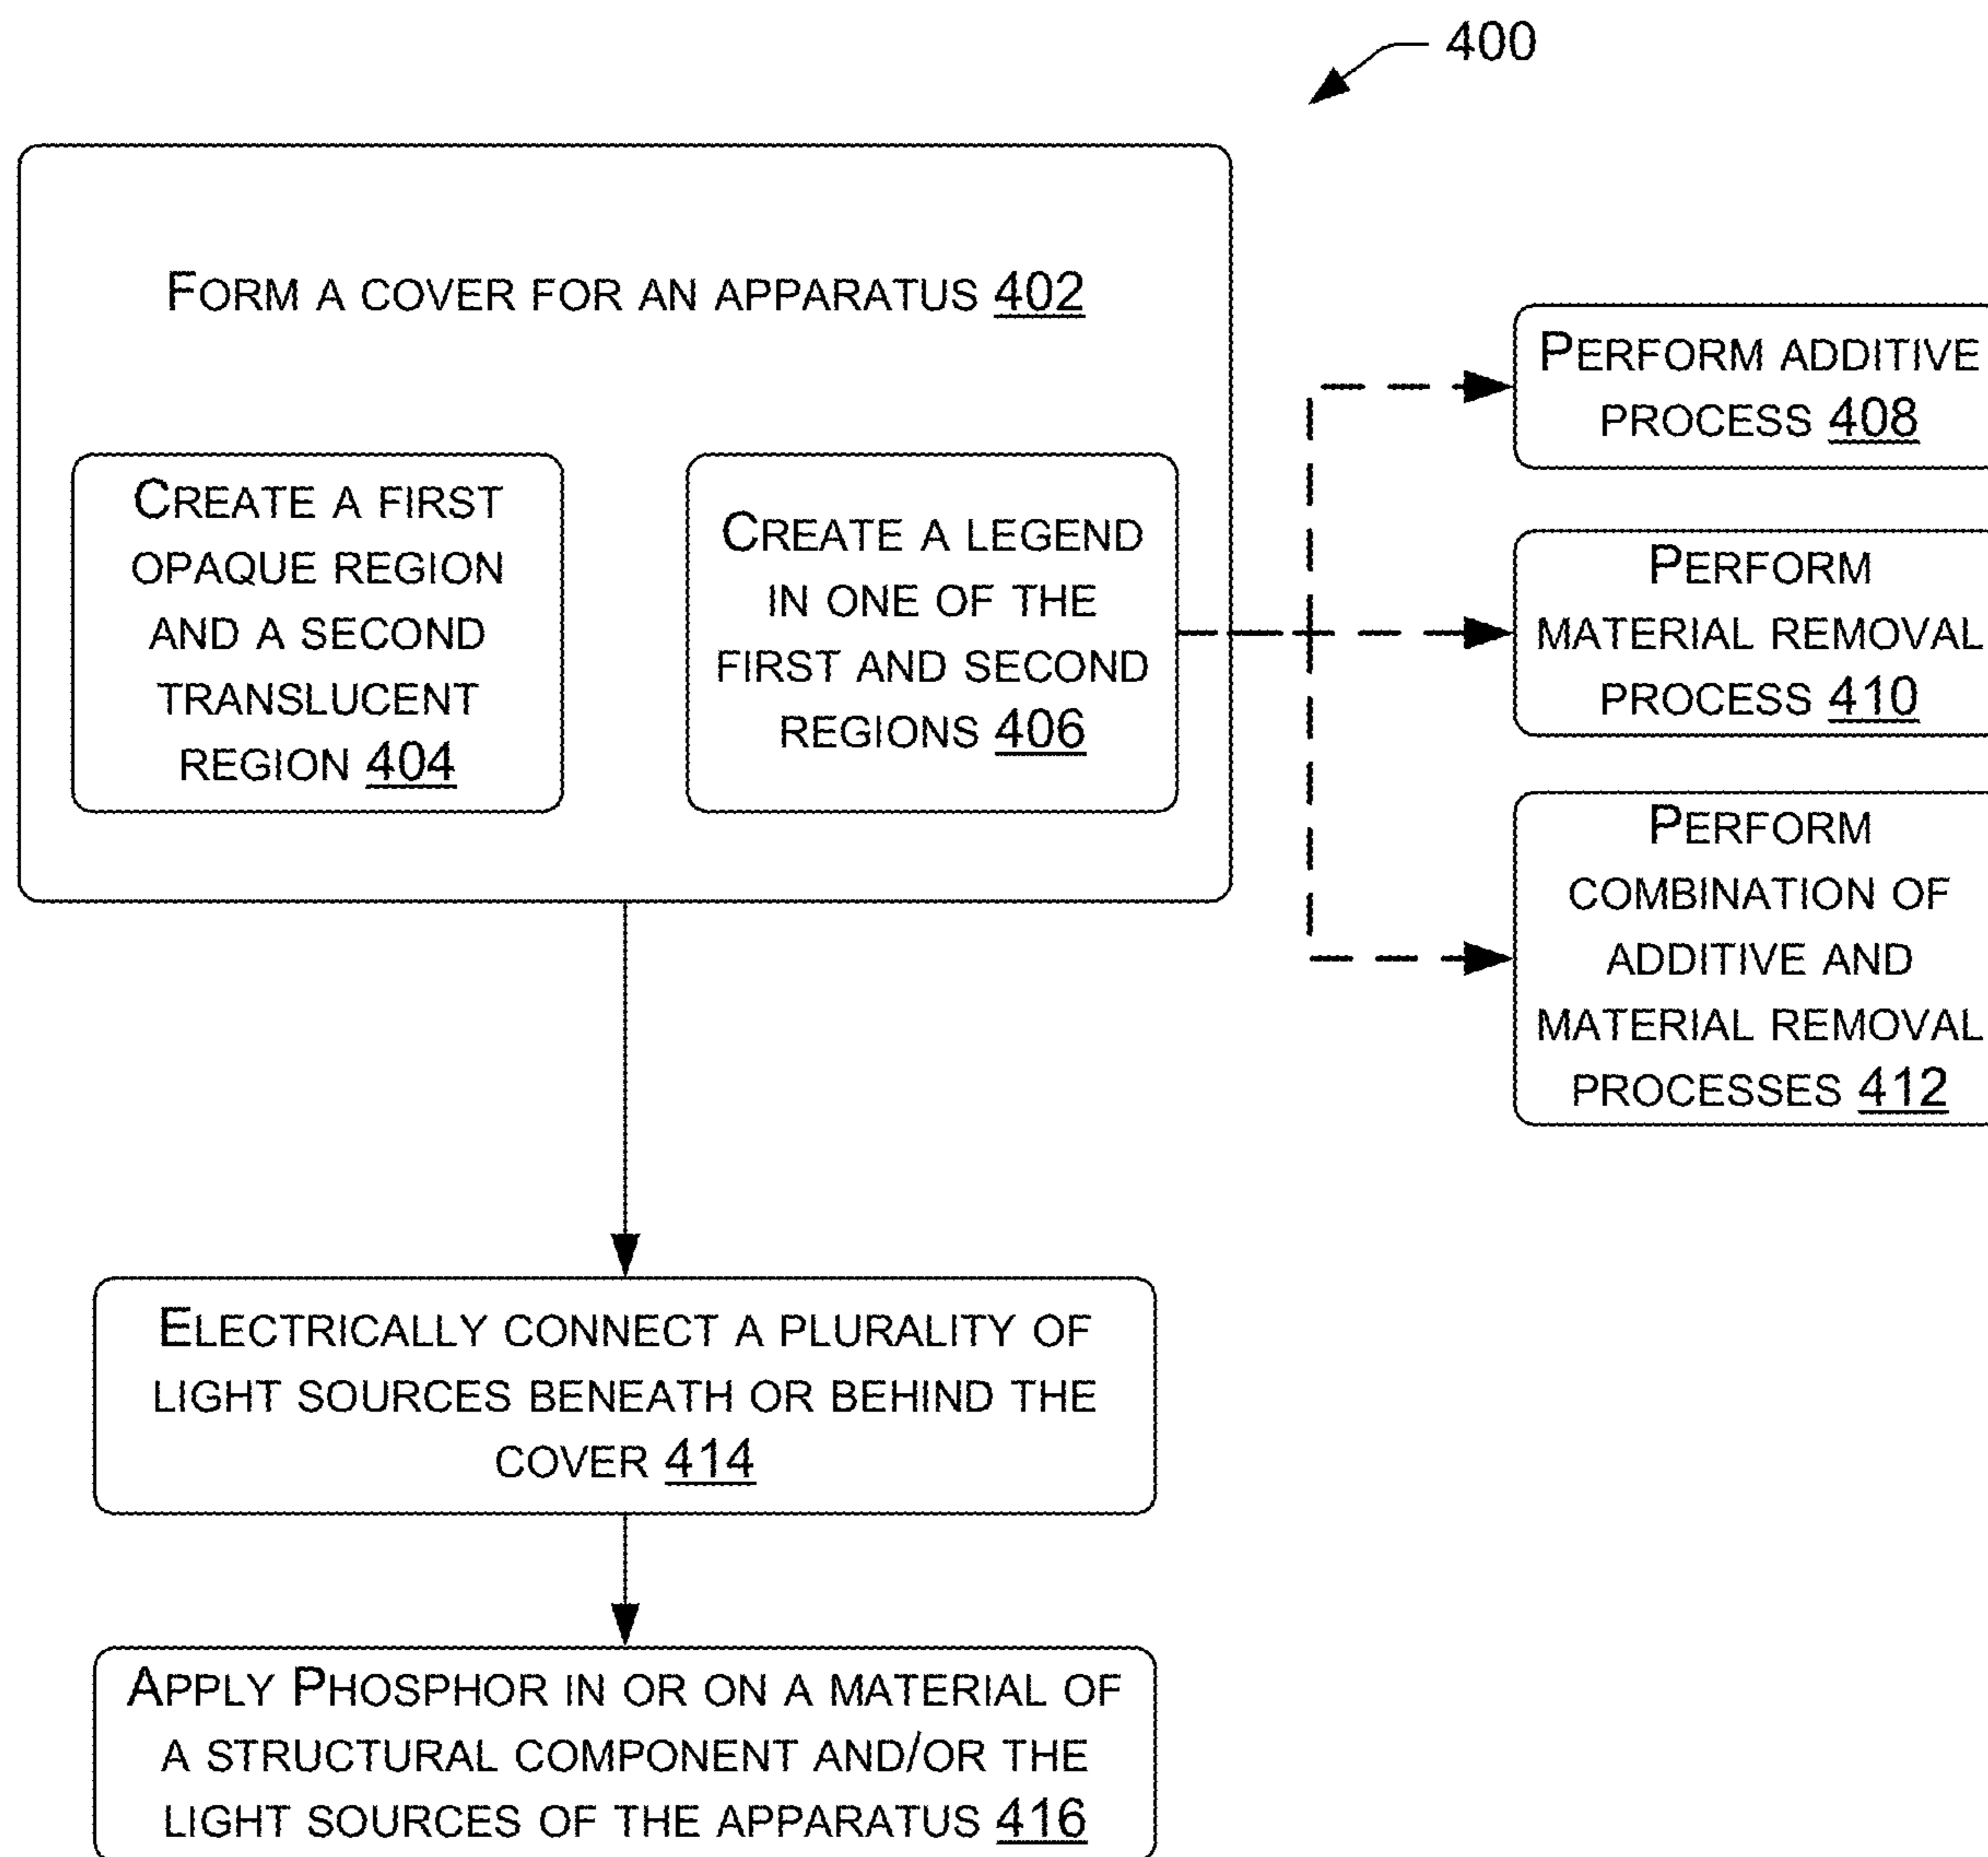 400
FORM A COVER FOR AN APPARATUS 402
CREATE A FIRST
OPAQUE REGION
AND A SECOND
TRANSLUCENT
REGION 404
CREATE A LEGEND
IN ONE OF THE
FIRST AND SECOND
REGIONS 406
PERFORM ADDITIVE
PROCESS 408
PERFORM
MATERIAL REMOVAL
PROCESS 410
PERFORM
COMBINATION OF
ADDITIVE AND
MATERIAL REMOVAL
PROCESSES 412
ELECTRICALLY CONNECT A PLURALITY OF
LIGHT SOURCES BENEATH OR BEHIND THE
COVER 414
APPLY PHOSPHOR IN OR ON A MATERIAL OF
A STRUCTURAL COMPONENT AND/OR THE
LIGHT SOURCES OF THE APPARATUS 416